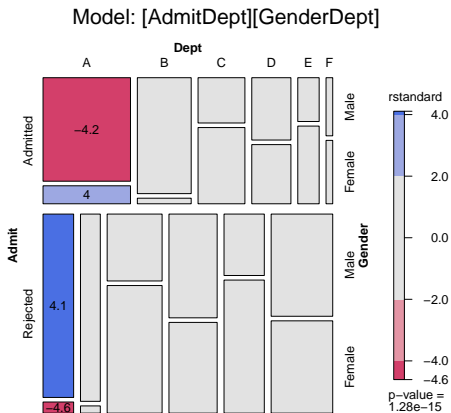 Model: [AdmitDept][GenderDept]
Dept
A B C D E F
Admit
Admitted
Rejected
−4.2
4
4.1
−4.6
Male
Female
Male
Female
Gender
rstandard
4.0
2.0
0.0
−2.0
−4.0
−4.6
p-value =
1.28e−15